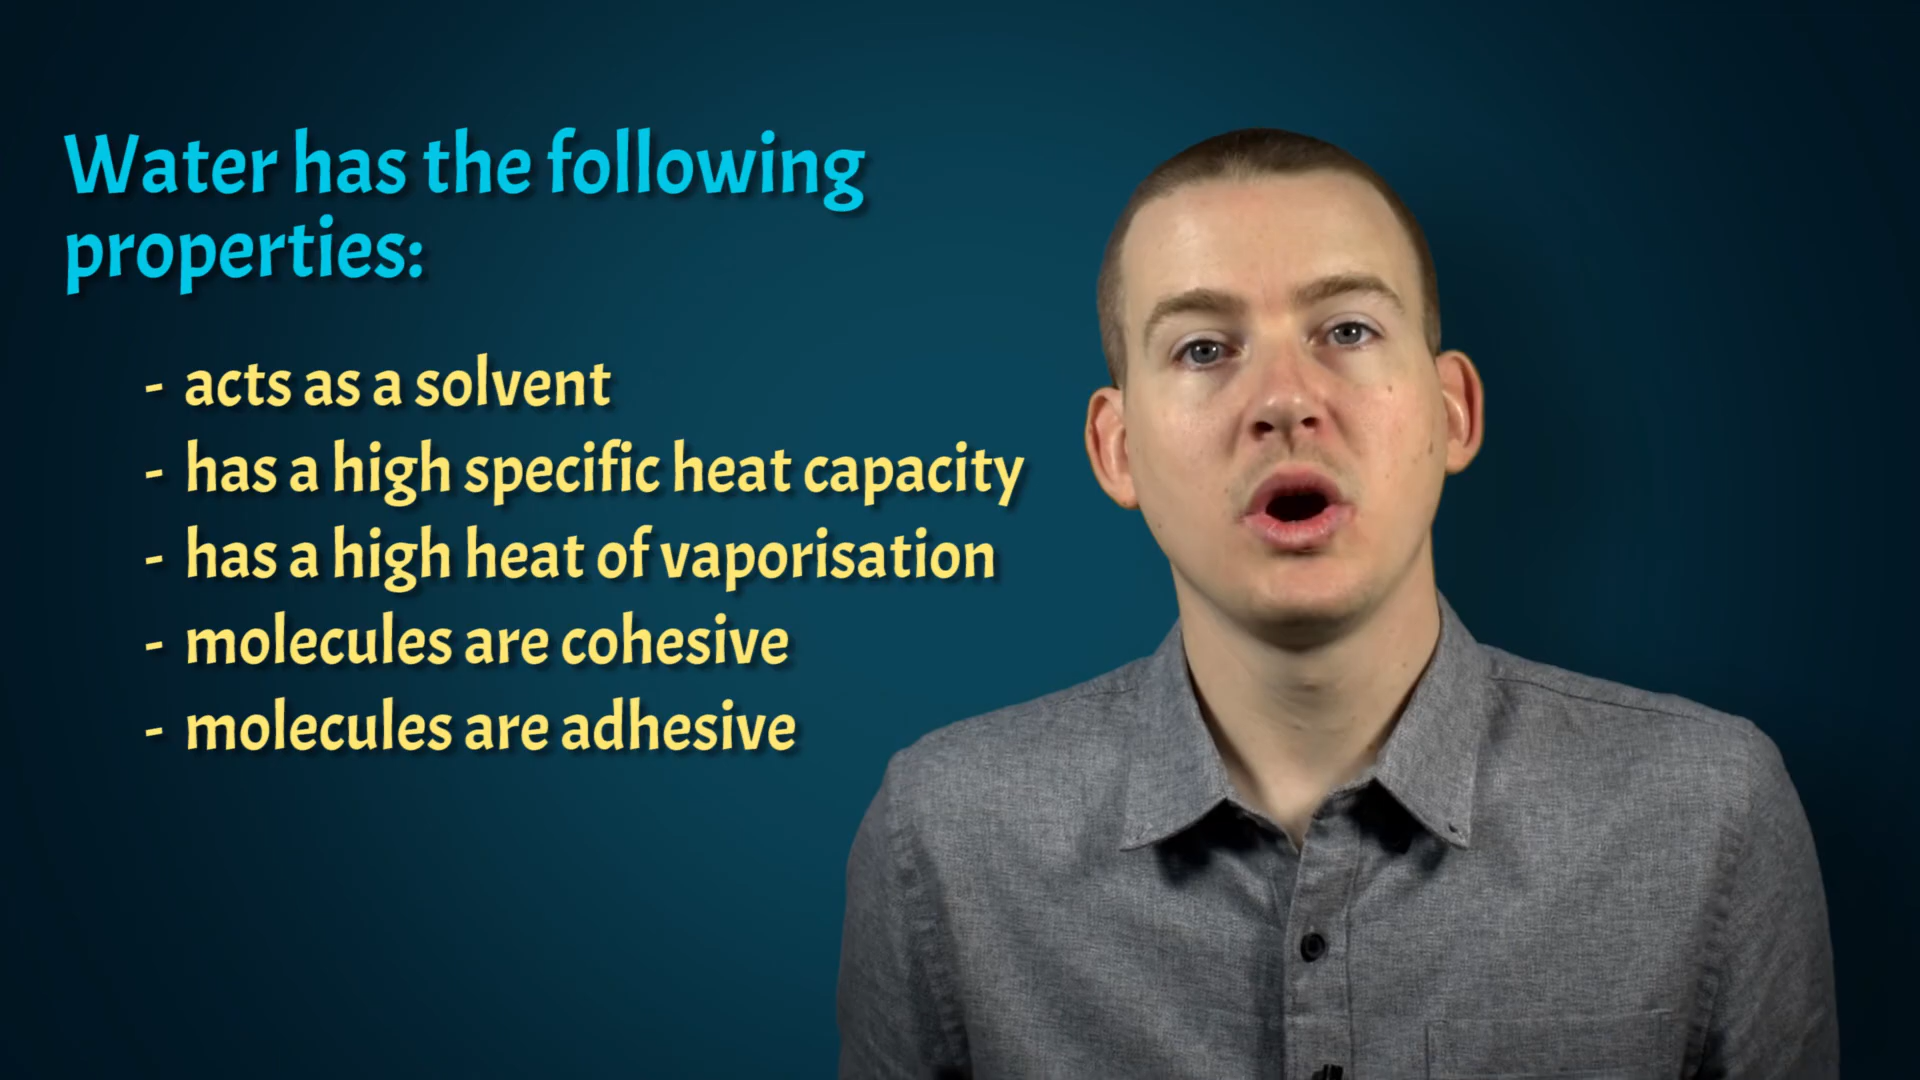 Water has the following
properties:
- acts as a solvent
- has a high specific heat capacity
- has a high heat of vaporisation
- molecules are cohesive
- molecules are adhesive